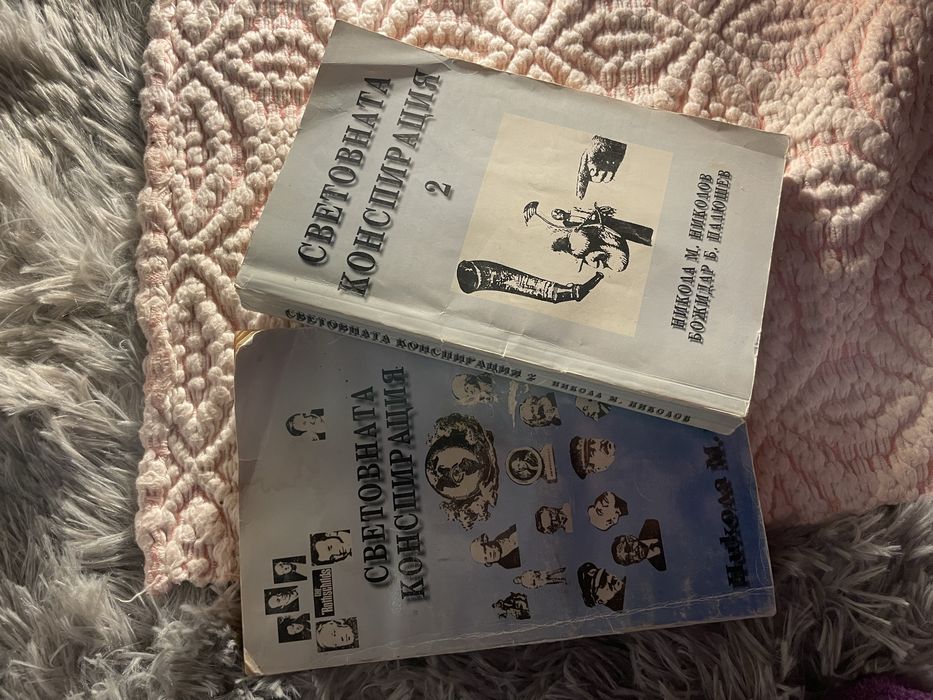 СВЕТОВНАТА
КОНСПИРАЦИЯ
2
НИКОЛА М. НИКОЛОВ
БОЖИДАР Б. ПАЛЮШЕВ
СВЕТОВНАТА КОНСПИРАЦИЯ 2 / НИКОЛА М. НИКОЛОВ
СВЕТОВНАТА
КОНСПИРАЦИЯ
THE
Rothschilds
Никола М.